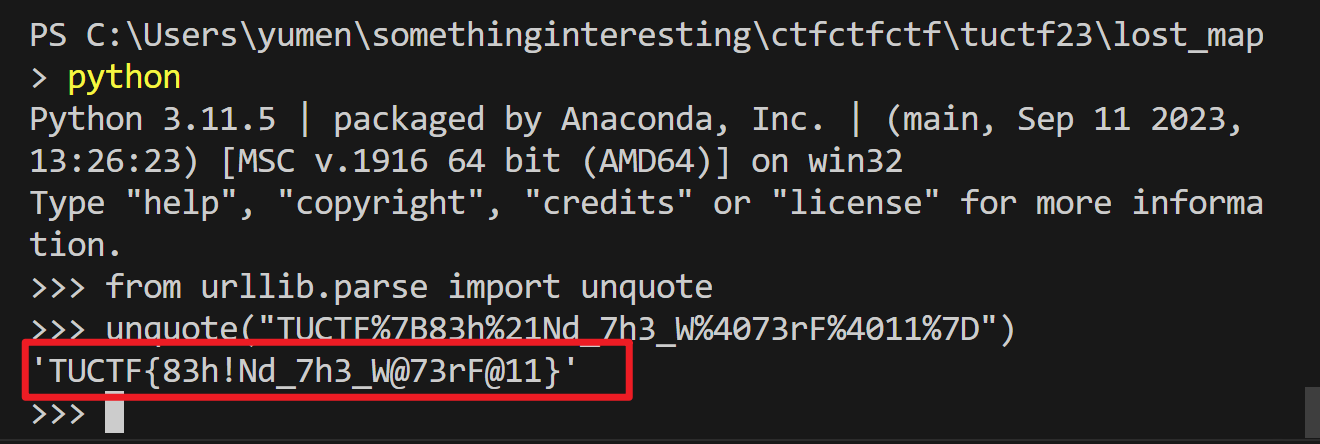 PS C:\Users\yumen\somethinginteresting\ctfctfctf\tuctf23\lost_map
> python
Python 3.11.5 | packaged by Anaconda, Inc. | (main, Sep 11 2023,
13:26:23) [MSC v.1916 64 bit (AMD64)] on win32
Type "help", "copyright", "credits" or "license" for more informa
tion.
>>> from urllib.parse import unquote
>>> unquote("TUCTF%7B83h%21Nd_7h3_W%4073rF%4011%7D")
'TUCTF{83h!Nd_7h3_W@73rF@11}'
>>>